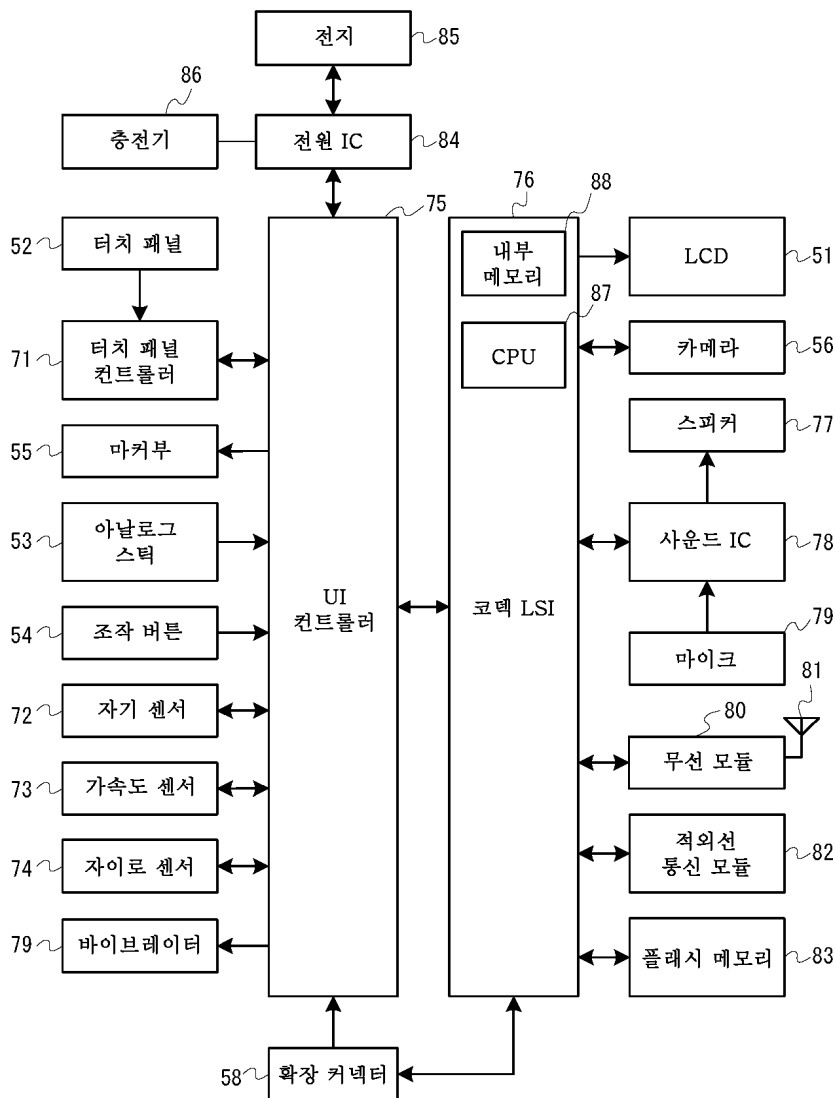 전지
85
86
충전기
전원 IC
84
75
76
88
52
터치 패널
내부
메모리
LCD
51
87
71
터치 패널
컨트롤러
CPU
카메라
56
스피커
77
55
마커부
53
아날로그
스틱
사운드 IC
78
UI
컨트롤러
코덱 LSI
54
조작 버튼
79
마이크
81
72
자기 센서
80
무선 모듈
73
가속도 센서
74
자이로 센서
적외선
통신 모듈
82
79
바이브레이터
플래시 메모리
83
58
확장 커넥터